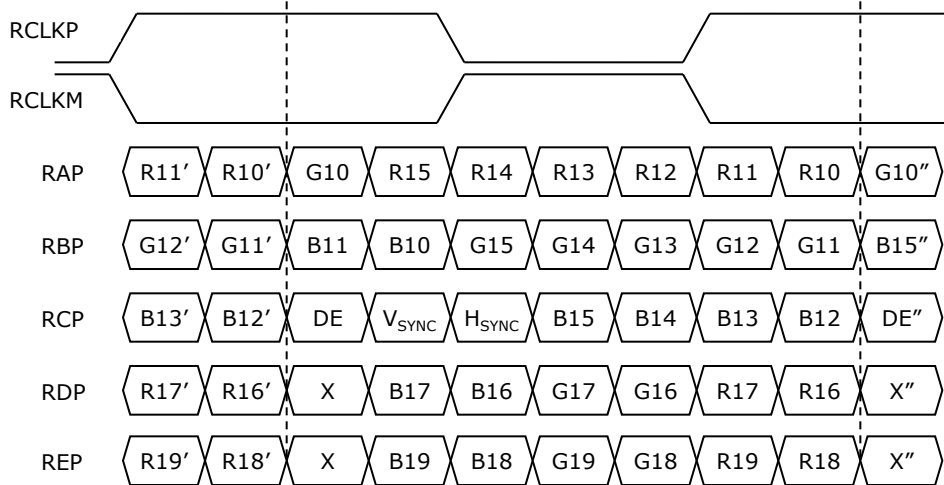 RCLKP
RCLKM
RAP R11′ R10′ G10 R15 R14 R13 R12 R11 R10 G10″
RBP G12′ G11′ B11 B10 G15 G14 G13 G12 G11 B15″
RCP B13′ B12′ DE VSYNC HSYNC B15 B14 B13 B12 DE″
RDP R17′ R16′ X B17 B16 G17 G16 R17 R16 X″
REP R19′ R18′ X B19 B18 G19 G18 R19 R18 X″